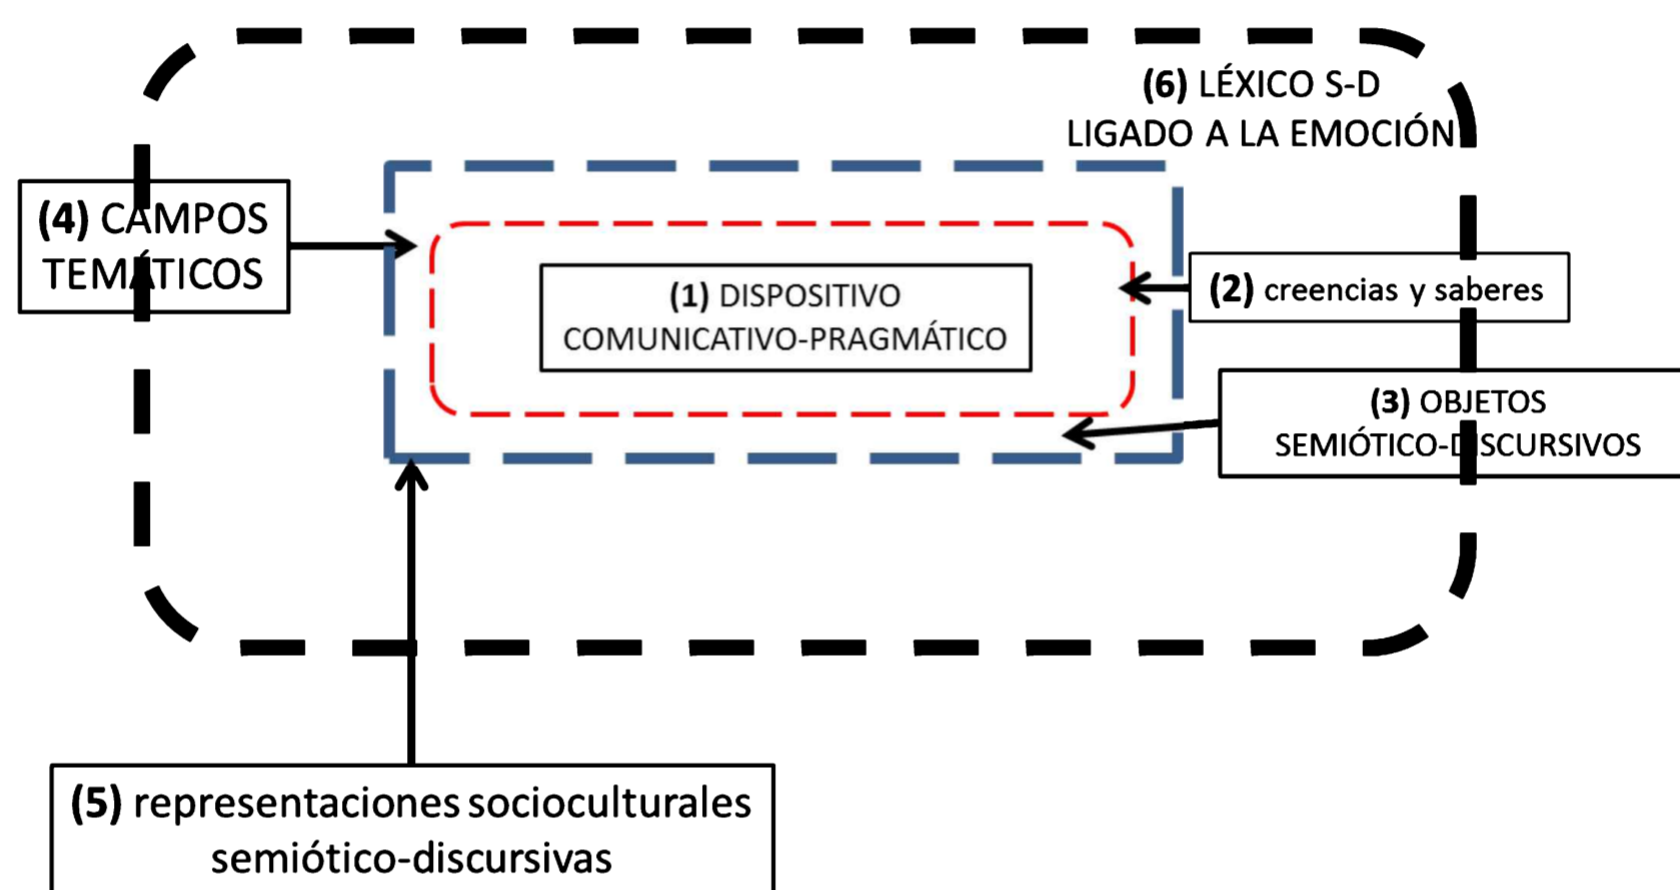 (6) LÉXICO S-D
LIGADO A LA EMOCIÓN
(4) CAMPOS
TEMÁTICOS
(1) DISPOSITIVO
COMUNICATIVO-PRAGMÁTICO
(2) creencias y saberes
(3) OBJETOS
SEMIÓTICO-DISCURSIVOS
(5) representaciones socioculturales
semiótico-discursivas